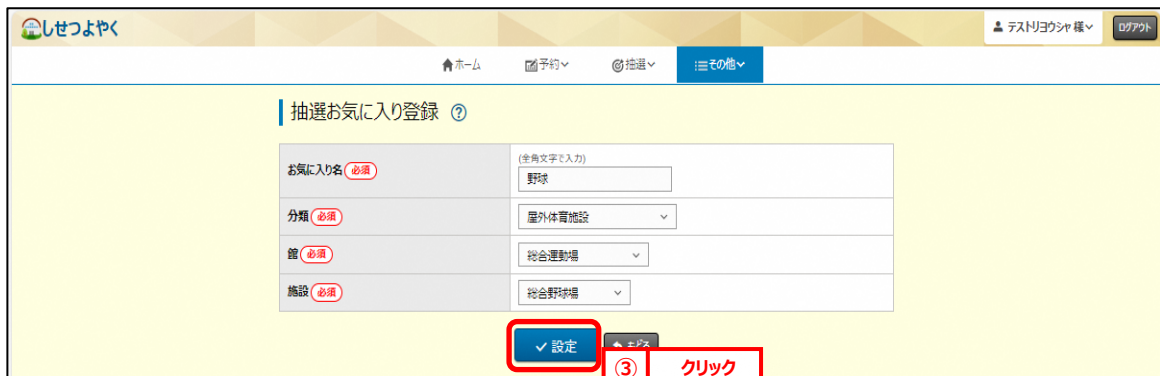 しせつよやく
テストリヨウシャ 様
ログアウト
ホーム 予約 抽選 その他
抽選お気に入り登録 ?
お気に入り名 必須
(全角文字で入力)
野球
分類 必須 屋外体育施設
館 必須 総合運動場
施設 必須 総合野球場
設定
③ クリック